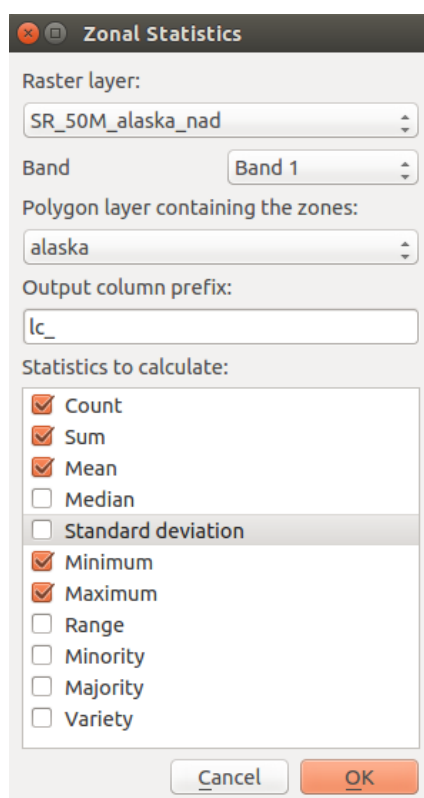 Zonal Statistics
Raster layer:
SR_50M_alaska_nad
Band Band 1
Polygon layer containing the zones:
alaska
Output column prefix:
lc_
Statistics to calculate:
Count
Sum
Mean
Median
Standard deviation
Minimum
Maximum
Range
Minority
Majority
Variety
Cancel OK